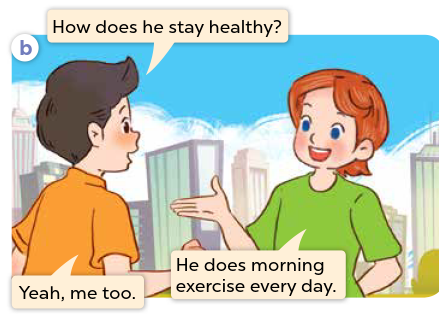 b
How does he stay healthy?
He does morning
exercise every day.
Yeah, me too.